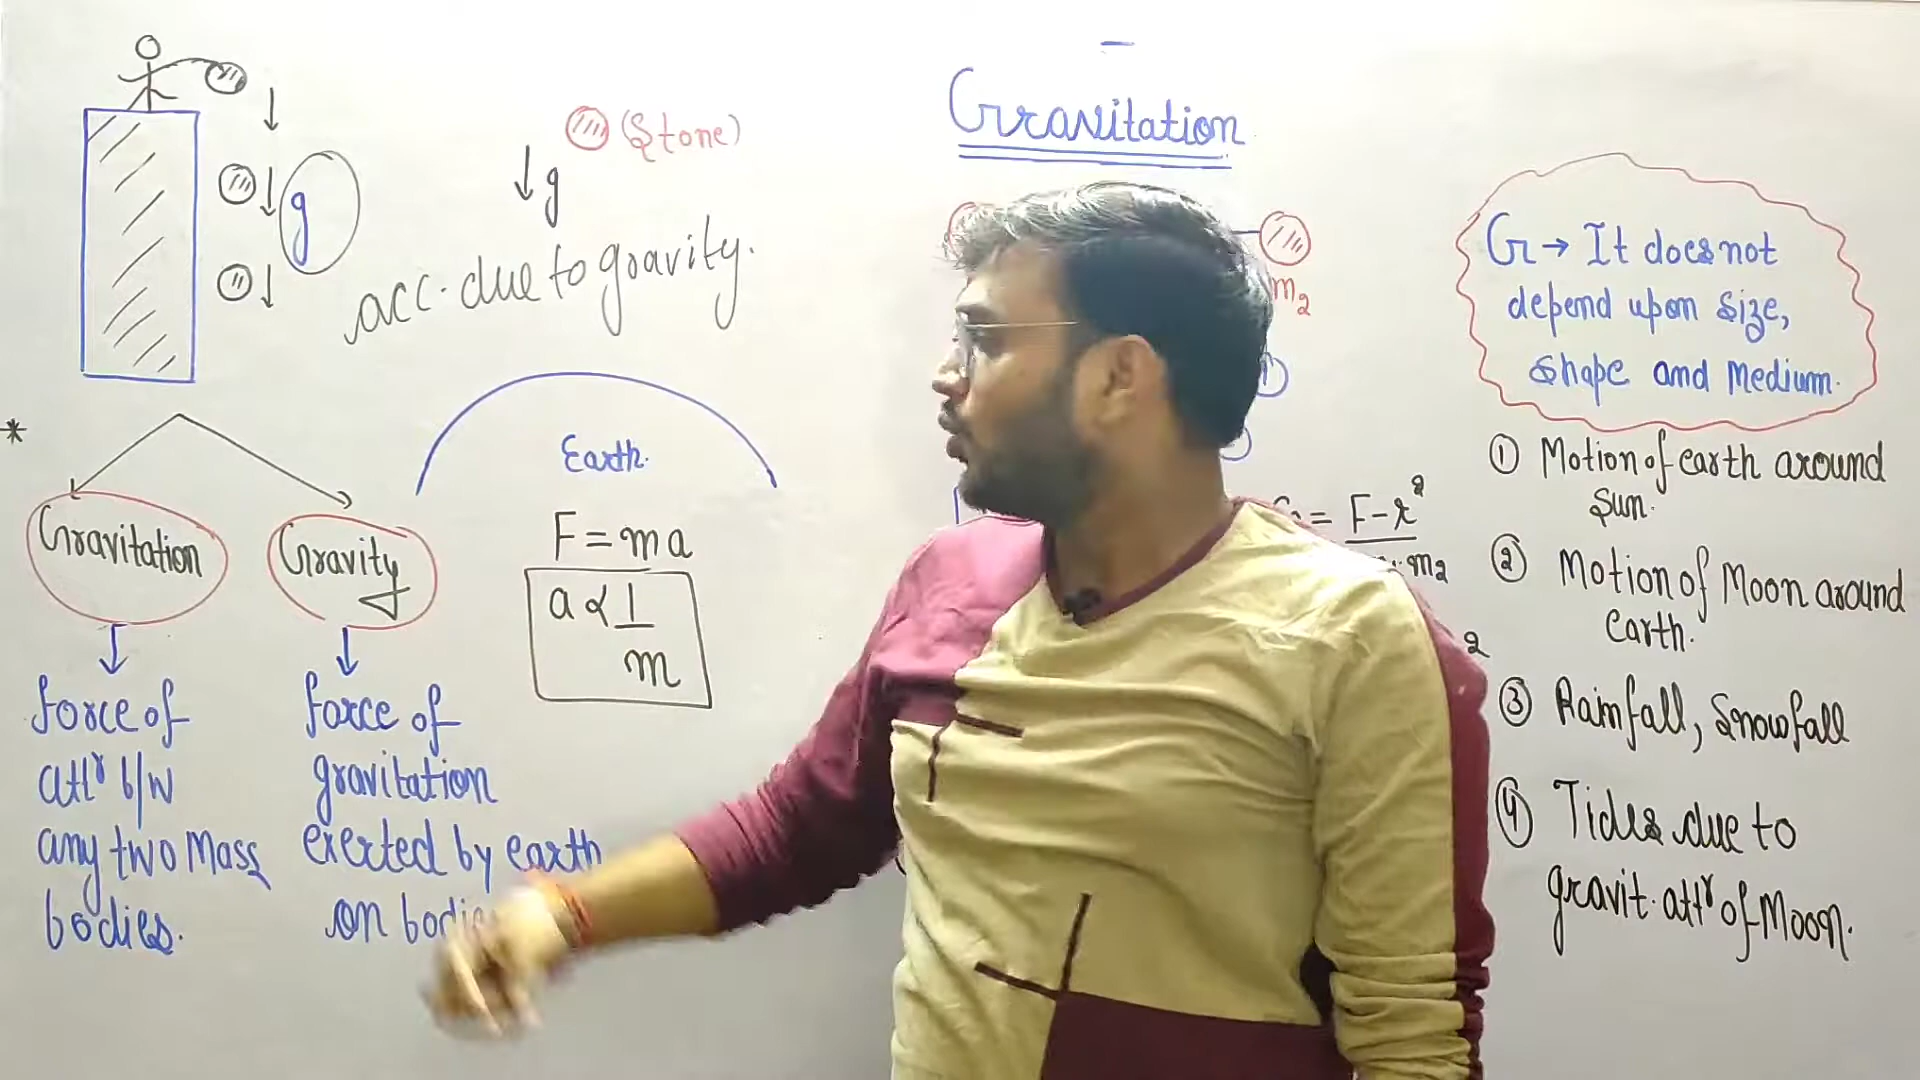 Gravitation
(Stone)
↓g
g
acc. due to gravity.
m2
Earth.
F = ma
a ∝ 1
m
*
Gravitation
Gravity
force of
attr b/w
any two Mass
bodies.
force of
gravitation
exerted by earth
on
= F - r2
m2
2
G → It does not
depend upon size,
shape and Medium.
① Motion of earth around
Sun.
② Motion of Moon around
Earth.
③ Rainfall, Snowfall
④ Tides due to
gravit. attr of Moon.